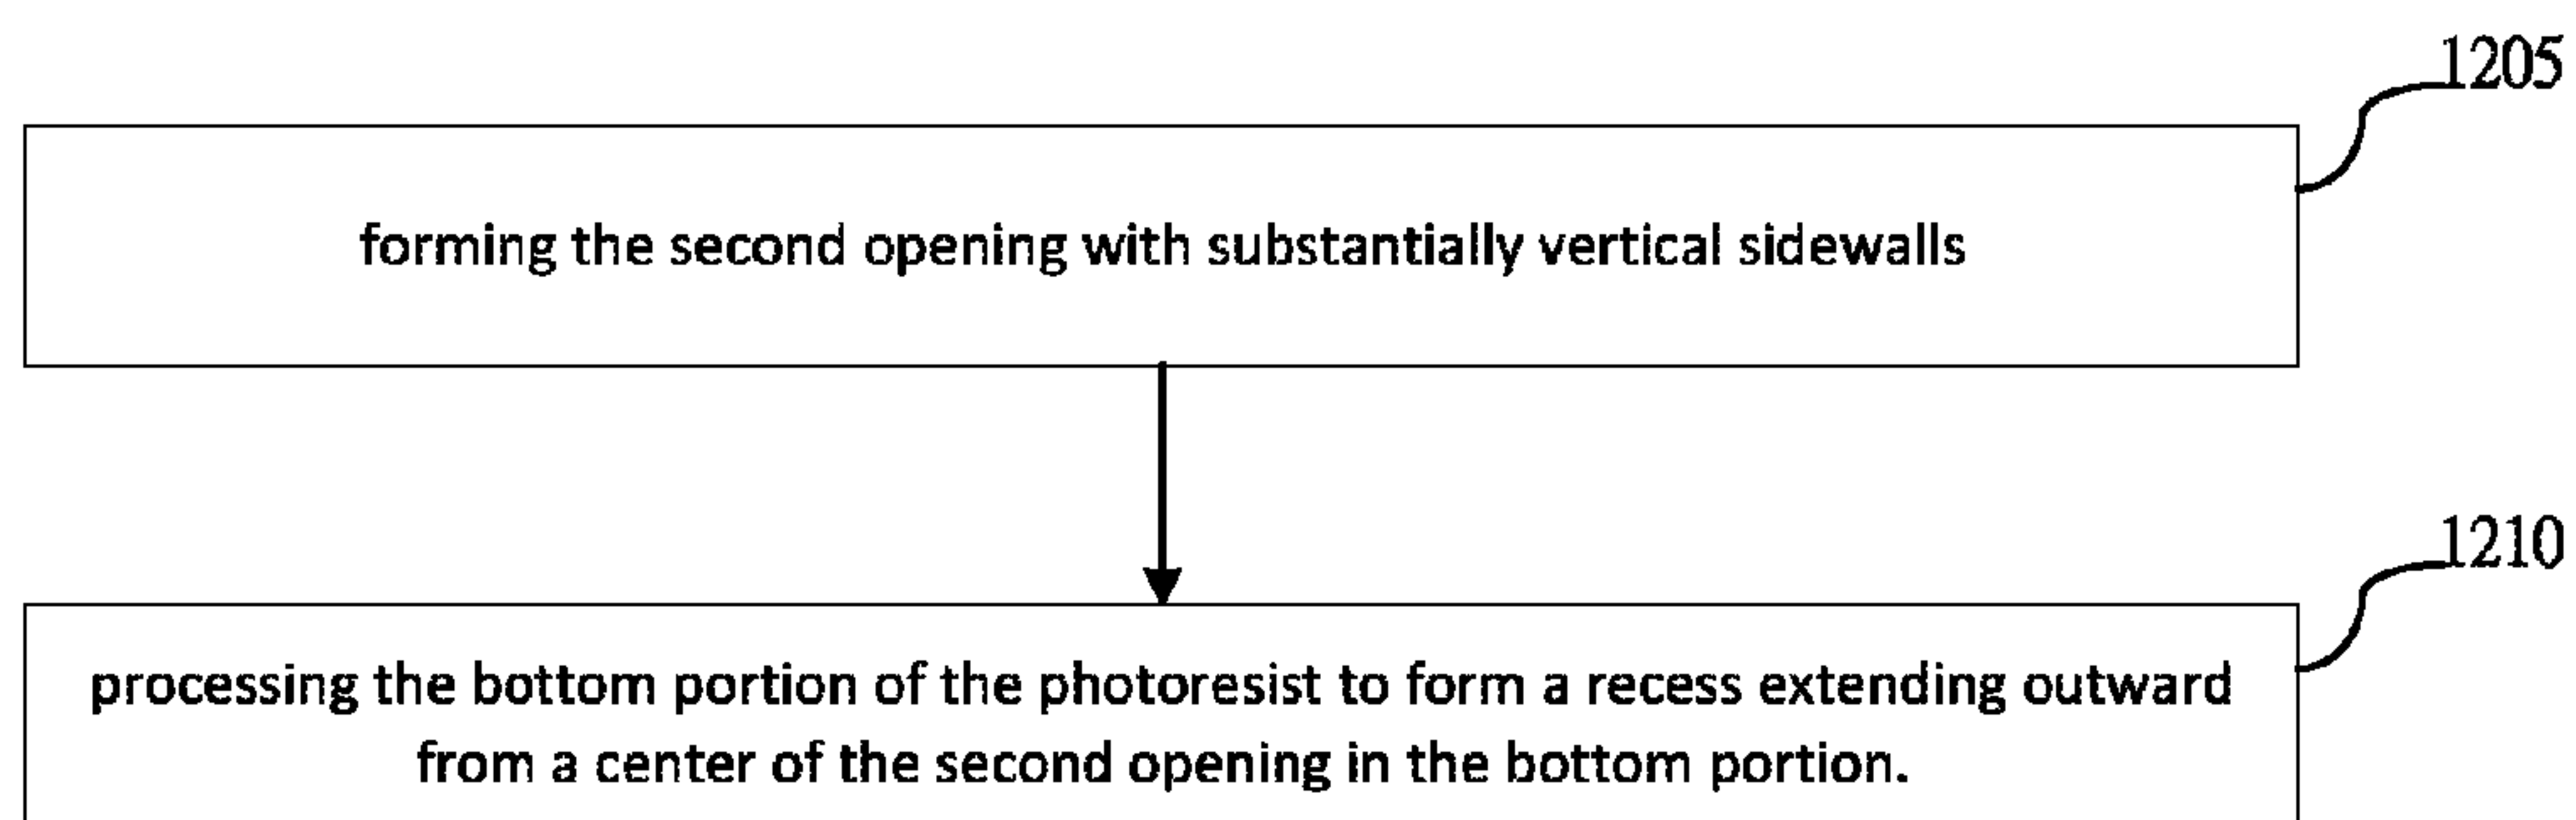 1205
forming the second opening with substantially vertical sidewalls
1210
processing the bottom portion of the photoresist to form a recess extending outward
from a center of the second opening in the bottom portion.